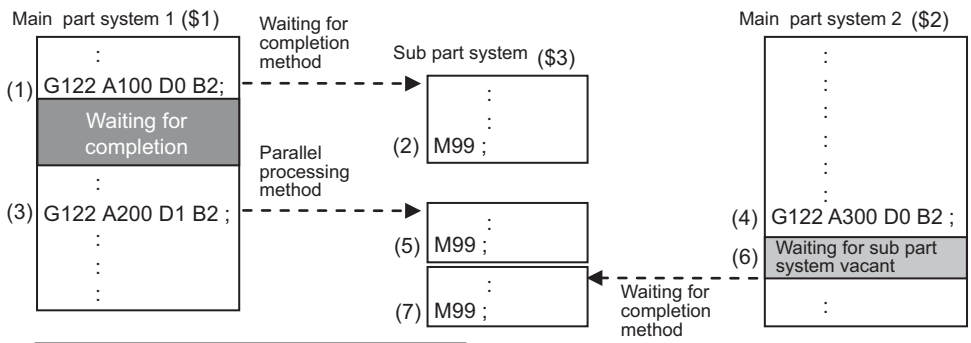 Main part system 1 ($1)
:
(1) G122 A100 D0 B2;
Waiting for
completion
:
(3) G122 A200 D1 B2 ;
:
:
:
Waiting for
completion
method
Parallel
processing
method
Sub part system ($3)
:
:
(2) M99 ;
:
(5) M99 ;
:
(7) M99 ;
Waiting for
completion
method
Main part system 2 ($2)
:
:
:
:
:
:
(4) G122 A300 D0 B2 ;
(6) Waiting for sub part
system vacant
: